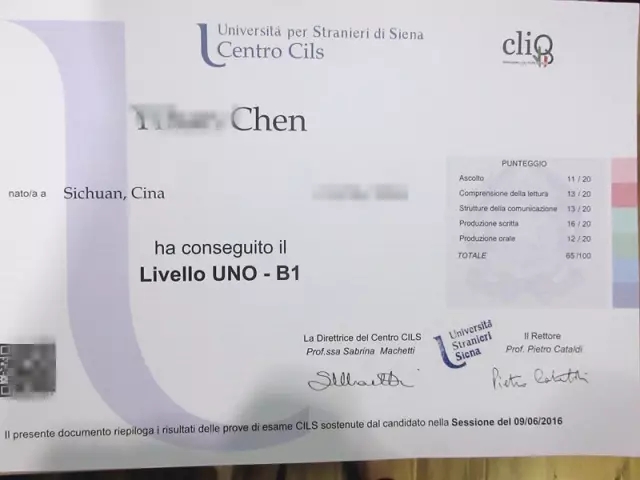 Università per Stranieri di Siena
Centro Cils
cliQ
Chen
nato/a a Sichuan, Cina
PUNTEGGIO
Ascolto 11 / 20
Comprensione della lettura 13 / 20
Strutture della comunicazione 13 / 20
Produzione scritta 16 / 20
Produzione orale 12 / 20
TOTALE 65/100
ha conseguito il
Livello UNO - B1
La Direttrice del Centro CILS
Prof.ssa Sabrina Machetti
Università
Stranieri
Siena
Il Rettore
Prof. Pietro Cataldi
Pietro Cataldi
Il presente documento riepiloga i risultati delle prove di esame CILS sostenute dal candidato nella Sessione del 09/06/2016